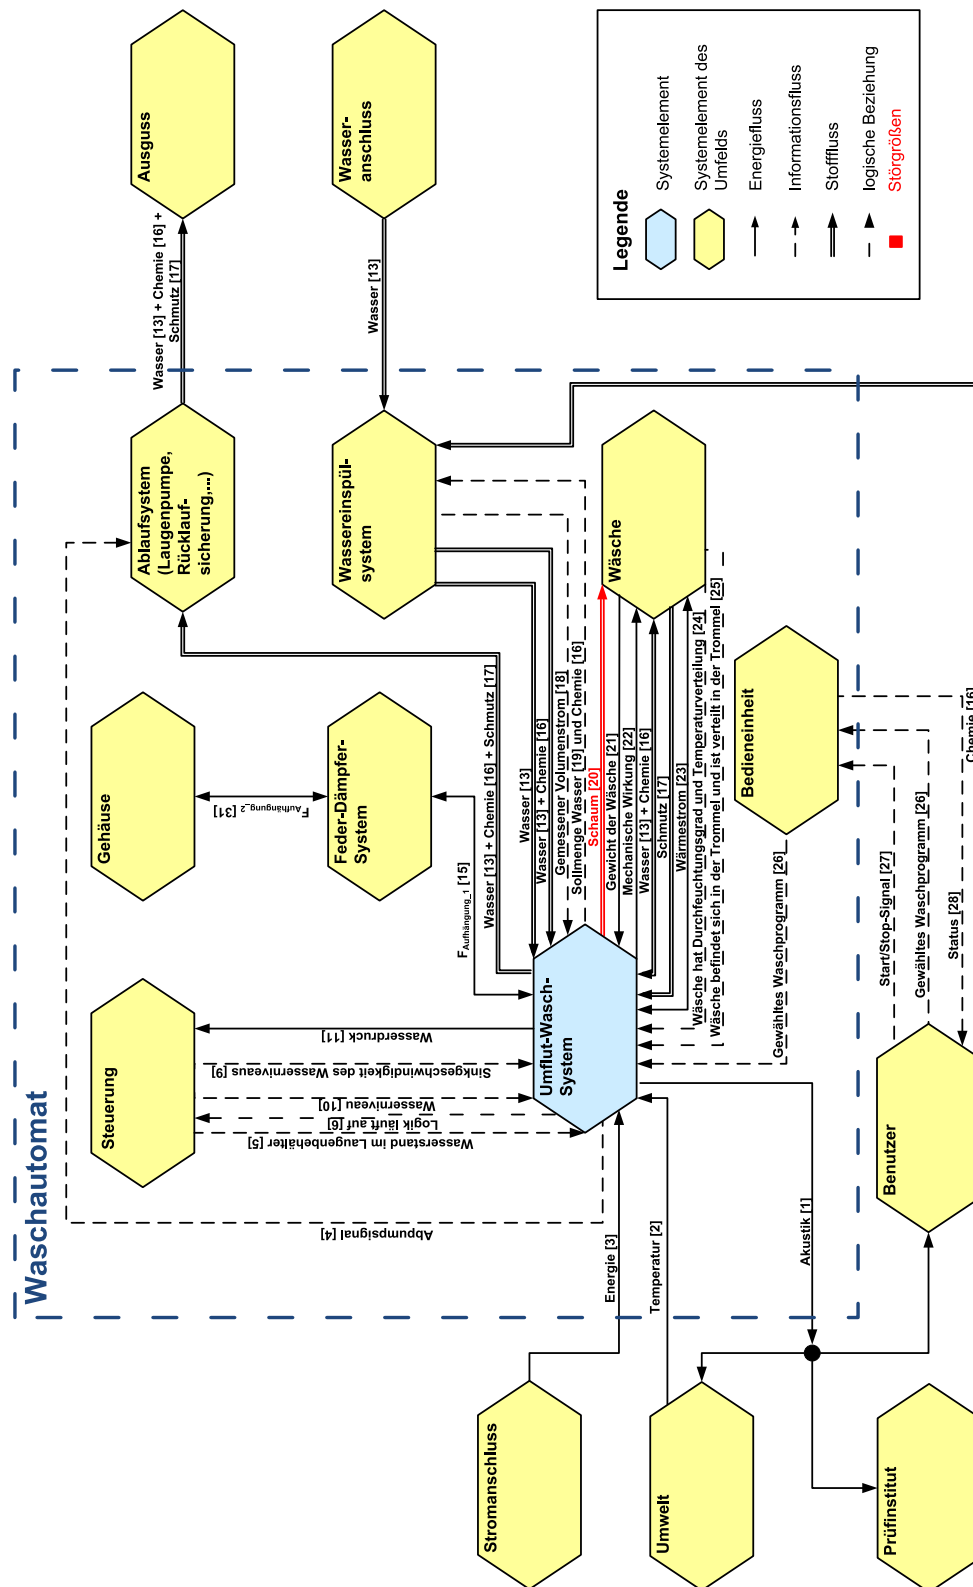 Waschautomat
Stromanschluss
Umwelt
Prüfinstitut
Steuerung
Gehäuse
Feder-Dämpfer-
System
Ablaufsystem
(Laugenpumpe,
Rücklauf-
sicherung,...)
Ausguss
Wasser-
anschluss
Wassereinspül-
system
Umflut-Wasch-
System
Wäsche
Bedieneinheit
Benutzer
Abpumpsignal [4]
Wasserstand im Laugenbehälter [5]
Logik läuft auf [6]
Wasserniveau [10]
Sinkgeschwindigkeit des Wasserniveaus [9]
Wasserdruck [11]
FAufhängung_1 [15]
FAufhängung_2 [31]
Wasser [13] + Chemie [16] + Schmutz [17]
Wasser [13] + Chemie [16] +
Schmutz [17]
Wasser [13]
Wasser [13]
Wasser [13] + Chemie [16]
Gemessener Volumenstrom [18]
Sollmenge Wasser [19] und Chemie [16]
Schaum [20]
Gewicht der Wäsche [21]
Mechanische Wirkung [22]
Wasser [13] + Chemie [16]
Schmutz [17]
Wärmestrom [23]
Wäsche hat Durchfeuchtungsgrad und Temperaturverteilung [24]
Wäsche befindet sich in der Trommel und ist verteilt in der Trommel [25]
Gewähltes Waschprogramm [26]
Energie [3]
Temperatur [2]
Akustik [1]
Start/Stop-Signal [27]
Gewähltes Waschprogramm [26]
Status [28]
Chemie [16]
Legende
Systemelement
Systemelement des
Umfelds
Energiefluss
Informationsfluss
Stofffluss
logische Beziehung
Störgrößen